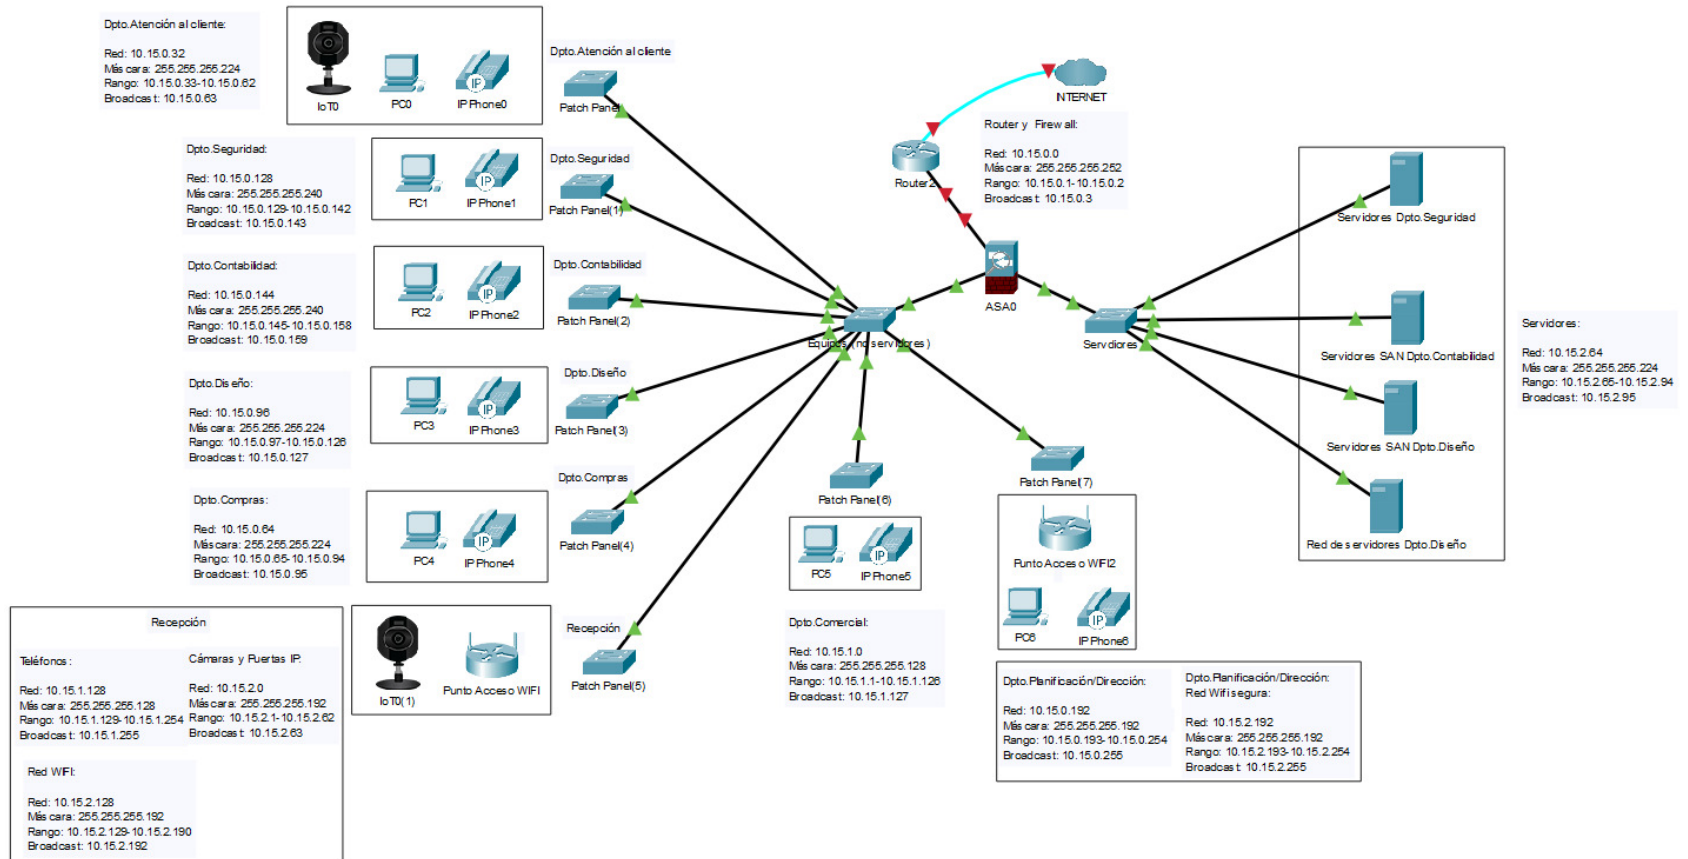 Dpto.Atención al cliente:
Red: 10.15.0.32
Máscara: 255.255.255.224
Rango: 10.15.0.33-10.15.0.62
Broadcast: 10.15.0.63
IoT0
PC0
IP Phone0
IP
Dpto.Atención al cliente
Patch Panel
Dpto.Seguridad:
Red: 10.15.0.128
Máscara: 255.255.255.240
Rango: 10.15.0.129-10.15.0.142
Broadcast: 10.15.0.143
PC1
IP Phone1
IP
Dpto.Seguridad
Patch Panel(1)
Dpto.Contabilidad:
Red: 10.15.0.144
Máscara: 255.255.255.240
Rango: 10.15.0.145-10.15.0.158
Broadcast: 10.15.0.159
PC2
IP Phone2
IP
Dpto.Contabilidad
Patch Panel(2)
Dpto.Diseño:
Red: 10.15.0.96
Máscara: 255.255.255.224
Rango: 10.15.0.97-10.15.0.126
Broadcast: 10.15.0.127
PC3
IP Phone3
IP
Dpto.Diseño
Patch Panel(3)
Dpto.Compras:
Red: 10.15.0.64
Máscara: 255.255.255.224
Rango: 10.15.0.65-10.15.0.94
Broadcast: 10.15.0.95
PC4
IP Phone4
IP
Dpto.Compras
Patch Panel(4)
Recepción
Teléfonos:
Red: 10.15.1.128
Máscara: 255.255.255.128
Rango: 10.15.1.129-10.15.1.254
Broadcast: 10.15.1.255
Cámaras y Puertas IP:
Red: 10.15.2.0
Máscara: 255.255.255.192
Rango: 10.15.2.1-10.15.2.62
Broadcast: 10.15.2.63
Red WIFI:
Red: 10.15.2.128
Máscara: 255.255.255.192
Rango: 10.15.2.129-10.15.2.190
Broadcast: 10.15.2.192
IoT0(1)
Punto Acceso WIFI
Recepción
Patch Panel(5)
INTERNET
Router2
Router y Firewall:
Red: 10.15.0.0
Máscara: 255.255.255.252
Rango: 10.15.0.1-10.15.0.2
Broadcast: 10.15.0.3
ASA0
Equipos (no servidores)
Servdiores
Patch Panel(6)
PC5
IP Phone5
IP
Dpto.Comercial:
Red: 10.15.1.0
Máscara: 255.255.255.128
Rango: 10.15.1.1-10.15.1.126
Broadcast: 10.15.1.127
Patch Panel(7)
Punto Acceso WIFI2
PC6
IP Phone6
IP
Dpto.Planificación/Dirección:
Red: 10.15.0.192
Máscara: 255.255.255.192
Rango: 10.15.0.193-10.15.0.254
Broadcast: 10.15.0.255
Dpto.Planificación/Dirección:
Red Wifi segura:
Red: 10.15.2.192
Máscara: 255.255.255.192
Rango: 10.15.2.193-10.15.2.254
Broadcast: 10.15.2.255
Servidores Dpto.Seguridad
Servidores SAN Dpto.Contabilidad
Servidores SAN Dpto.Diseño
Red de servidores Dpto.Diseño
Servidores:
Red: 10.15.2.64
Máscara: 255.255.255.224
Rango: 10.15.2.65-10.15.2.94
Broadcast: 10.15.2.95